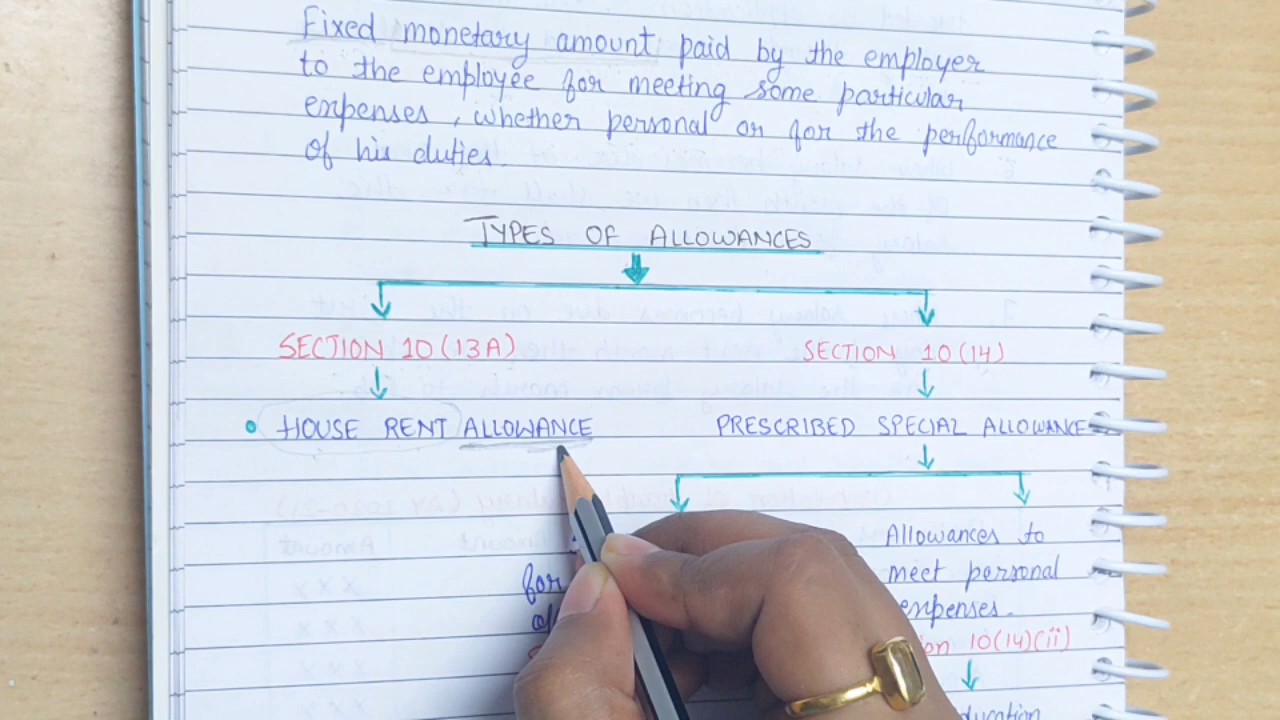 Fixed monetary amount paid by the employer
to the employee for meeting some particular
expenses, whether personal or for the performance
of his duties.
TYPES OF ALLOWANCES
SECTION 10(13A)
SECTION 10(14)
HOUSE RENT ALLOWANCE
PRESCRIBED SPECIAL ALLOWANCE
for
Allowances to
meet personal
expenses.
10(14)(ii)